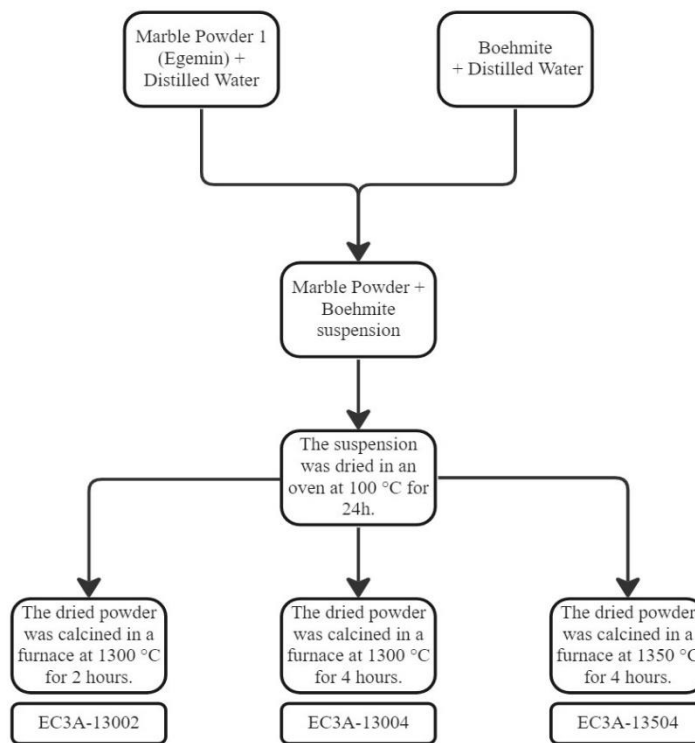 Marble Powder 1
(Egemin) +
Distilled Water
Boehmite
+ Distilled Water
Marble Powder +
Boehmite
suspension
The suspension
was dried in an
oven at 100 °C for
24h.
The dried powder
was calcined in a
furnace at 1300 °C
for 2 hours.
The dried powder
was calcined in a
furnace at 1300 °C
for 4 hours.
The dried powder
was calcined in a
furnace at 1350 °C
for 4 hours.
EC3A-13002
EC3A-13004
EC3A-13504